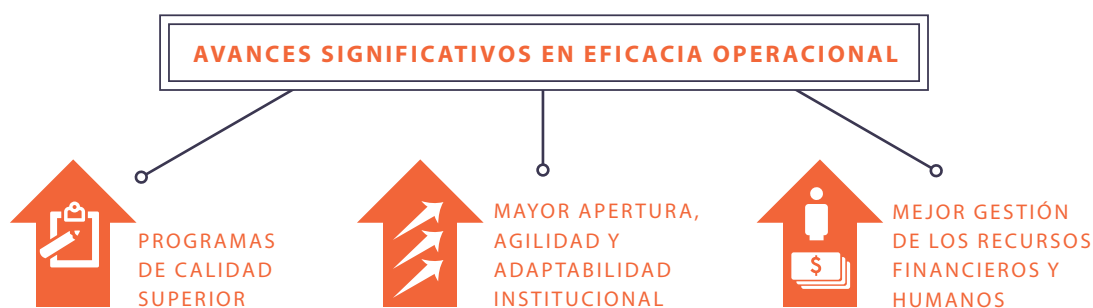 AVANCES SIGNIFICATIVOS EN EFICACIA OPERACIONAL
PROGRAMAS
DE CALIDAD
SUPERIOR
MAYOR APERTURA,
AGILIDAD Y
ADAPTABILIDAD
INSTITUCIONAL
MEJOR GESTIÓN
DE LOS RECURSOS
FINANCIEROS Y
HUMANOS
$